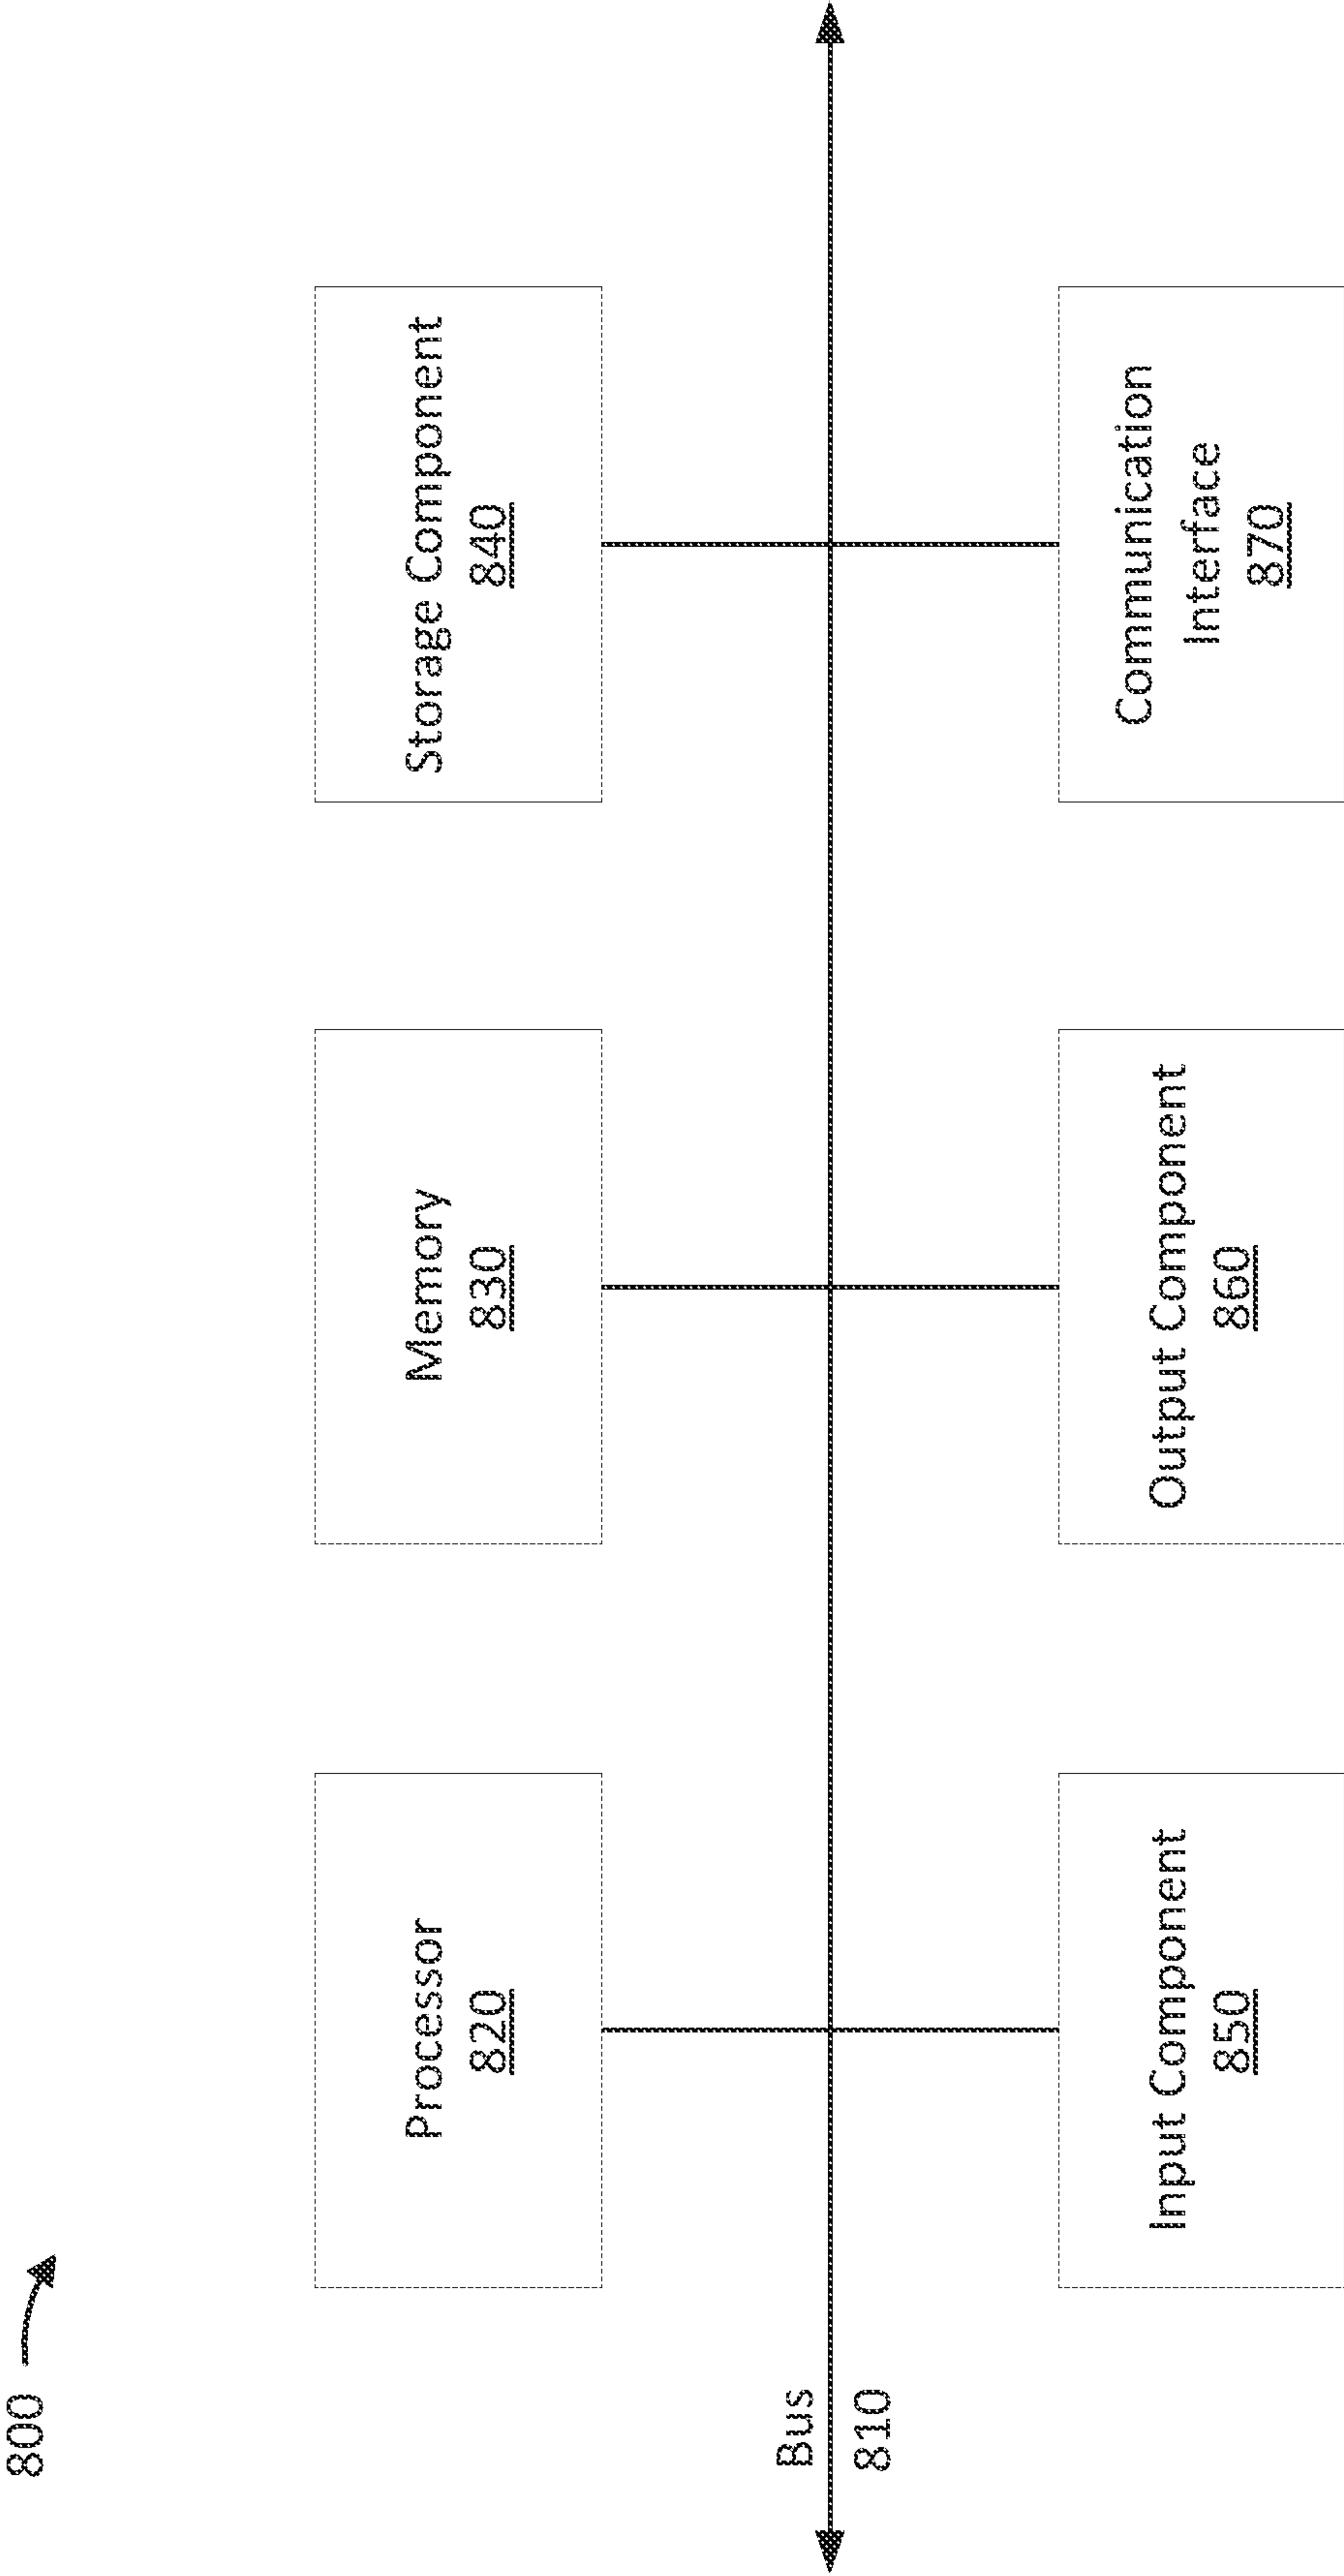 800
Processor
820
Memory
830
Storage Component
840
Bus
810
Input Component
850
Output Component
860
Communication
Interface
870